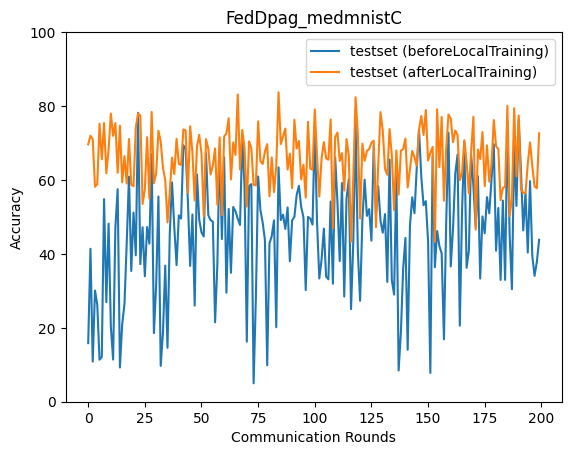 FedDpag_medmnistC
testset (beforeLocalTraining)
testset (afterLocalTraining)
Accuracy
100
80
60
40
20
0
0 25 50 75 100 125 150 175 200
Communication Rounds